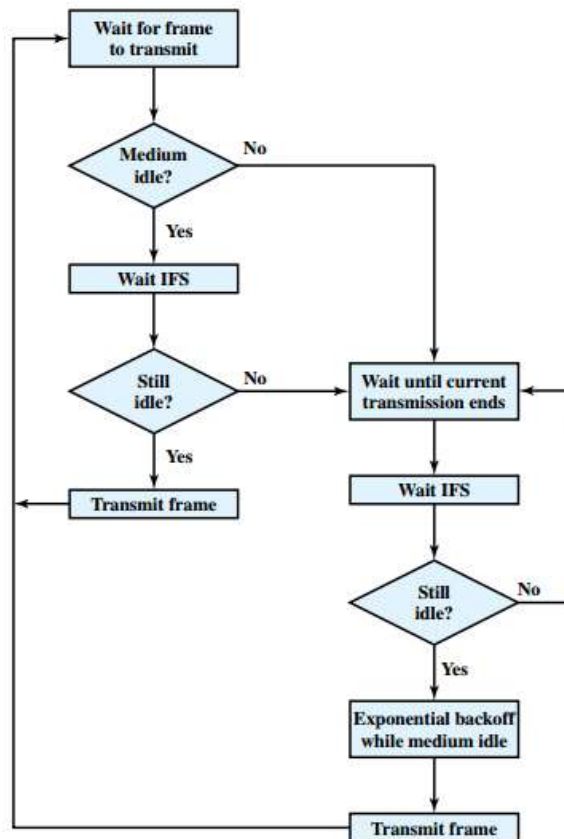 Wait for frame
to transmit
Medium
idle?
No
Yes
Wait IFS
Still
idle?
No
Wait until current
transmission ends
Yes
Transmit frame
Wait IFS
Still
idle?
No
Yes
Exponential backoff
while medium idle
Transmit frame